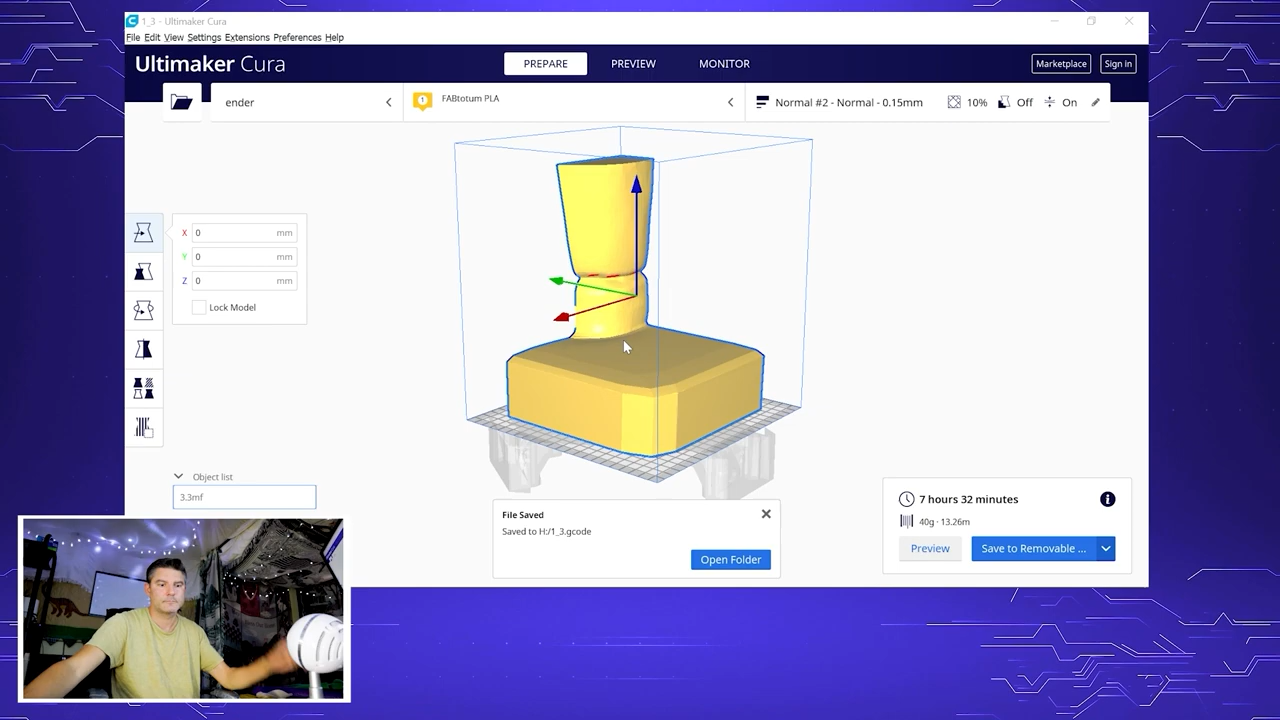 1_3 - Ultimaker Cura
File Edit View Settings Extensions Preferences Help
Ultimaker Cura
PREPARE
PREVIEW
MONITOR
Marketplace
Sign in
ender
1
FABtotum PLA
Normal #2 - Normal - 0.15mm
10%
Off
On
X 0 mm
Y 0 mm
Z 0 mm
Lock Model
Object list
3.3mf
File Saved
Saved to H:/1_3.gcode
Open Folder
7 hours 32 minutes
40g · 13.26m
Preview
Save to Removable ...